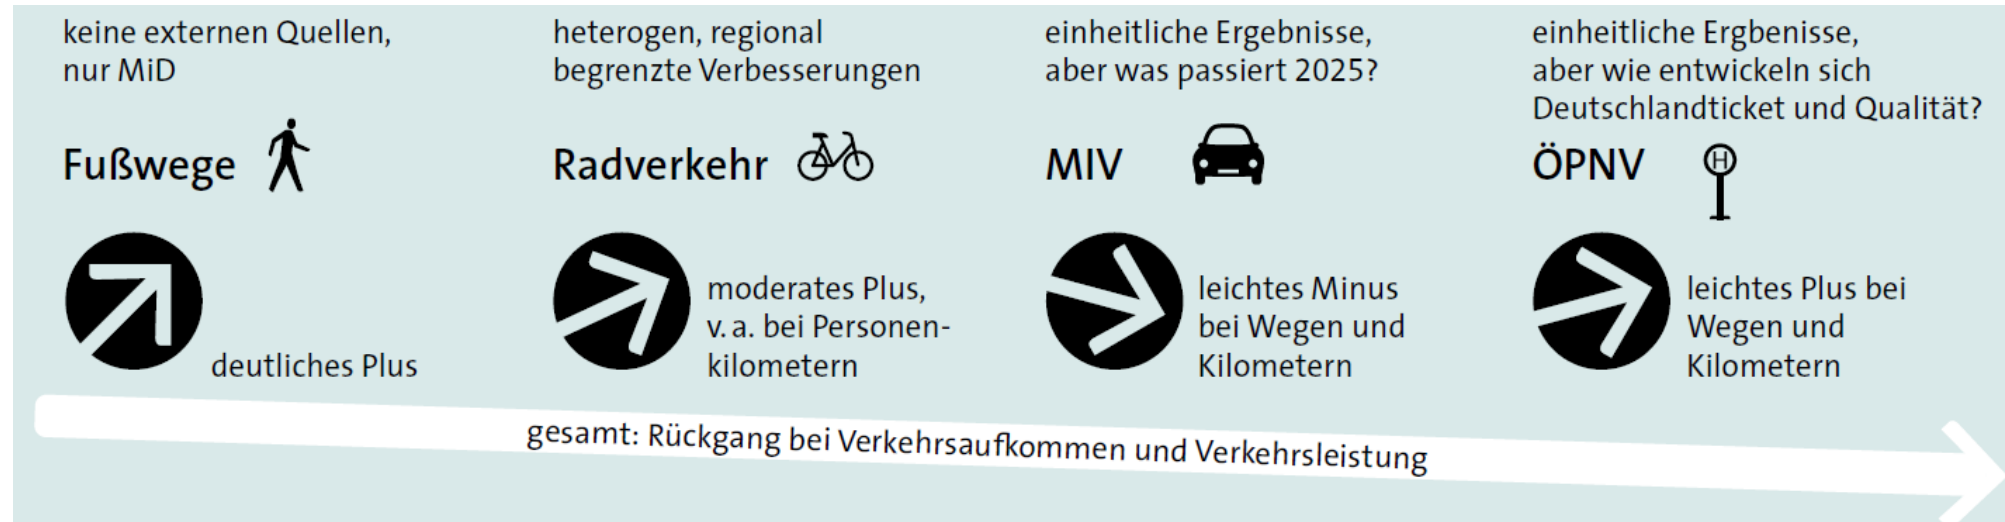 keine externen Quellen,
nur MiD
Fußwege
deutliches Plus
heterogen, regional
begrenzte Verbesserungen
Radverkehr
moderates Plus,
v. a. bei Personen-
kilometern
einheitliche Ergebnisse,
aber was passiert 2025?
MIV
leichtes Minus
bei Wegen und
Kilometern
einheitliche Ergbenisse,
aber wie entwickeln sich
Deutschlandticket und Qualität?
ÖPNV
H
leichtes Plus bei
Wegen und
Kilometern
gesamt: Rückgang bei Verkehrsaufkommen und Verkehrsleistung